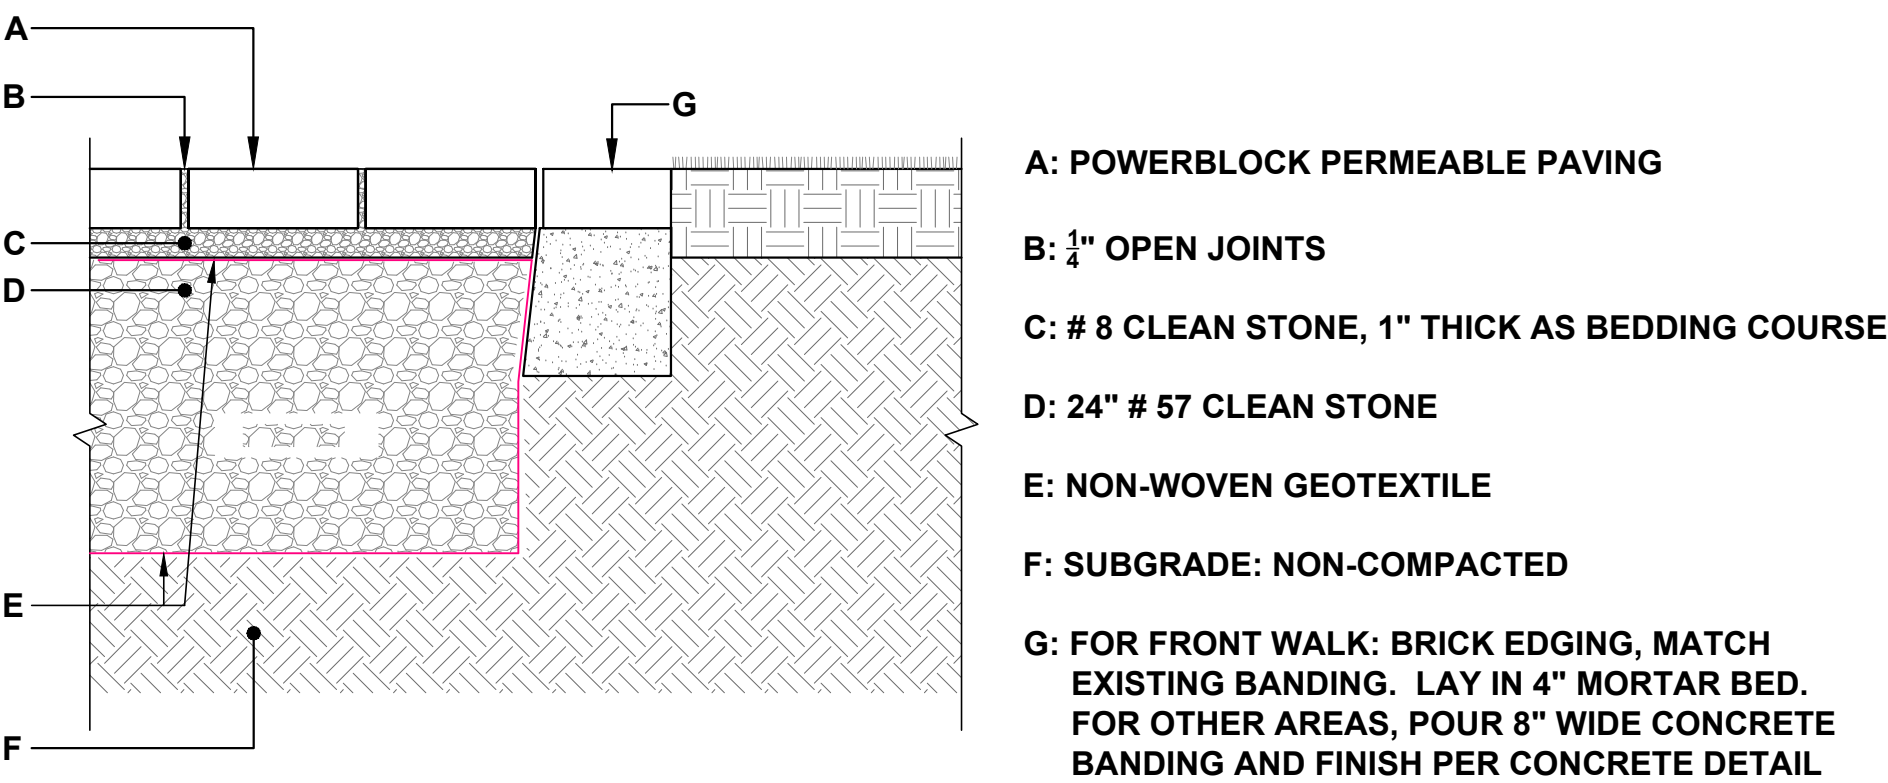 A
B
G
C
D
E
F
A: POWERBLOCK PERMEABLE PAVING
B: 1/4" OPEN JOINTS
C: # 8 CLEAN STONE, 1" THICK AS BEDDING COURSE
D: 24" # 57 CLEAN STONE
E: NON-WOVEN GEOTEXTILE
F: SUBGRADE: NON-COMPACTED
G: FOR FRONT WALK: BRICK EDGING, MATCH
EXISTING BANDING. LAY IN 4" MORTAR BED.
FOR OTHER AREAS, POUR 8" WIDE CONCRETE
BANDING AND FINISH PER CONCRETE DETAIL